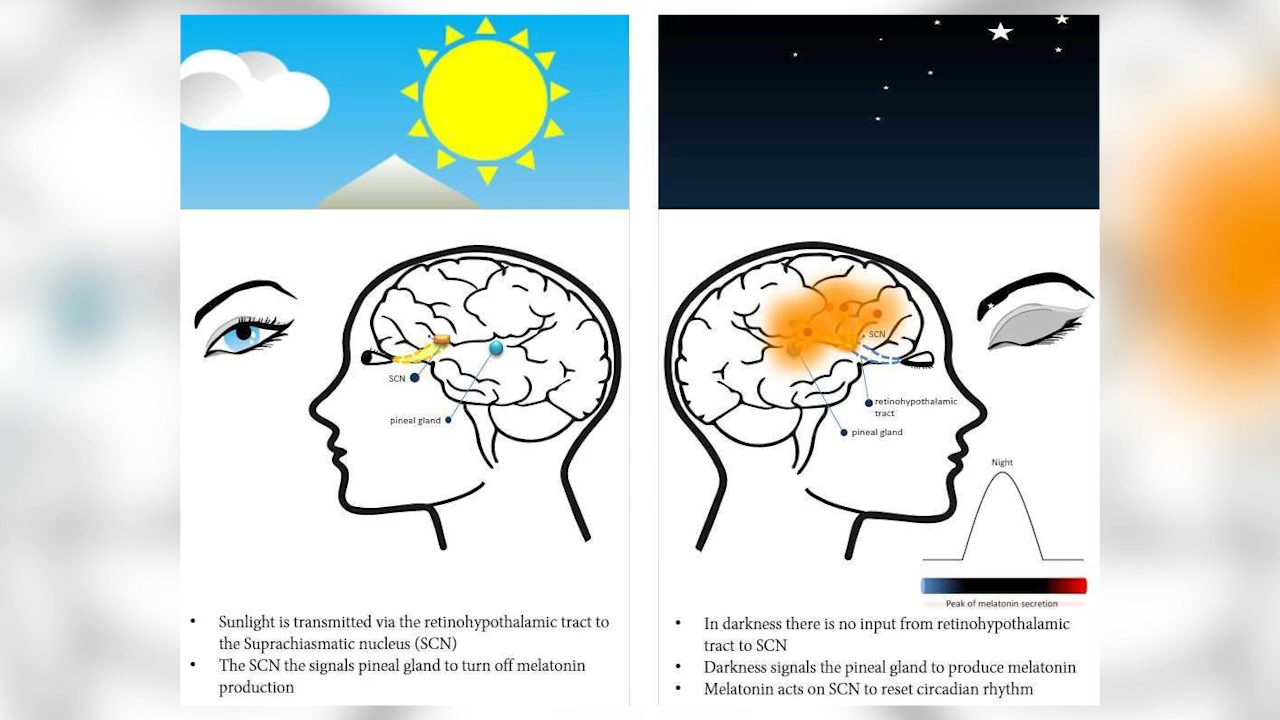 SCN
pineal gland
• Sunlight is transmitted via the retinohypothalamic tract to
the Suprachiasmatic nucleus (SCN)
• The SCN the signals pineal gland to turn off melatonin
production
SCN
retinohypothalamic
tract
pineal gland
Night
Peak of melatonin secretion
• In darkness there is no input from retinohypothalamic
tract to SCN
• Darkness signals the pineal gland to produce melatonin
• Melatonin acts on SCN to reset circadian rhythm